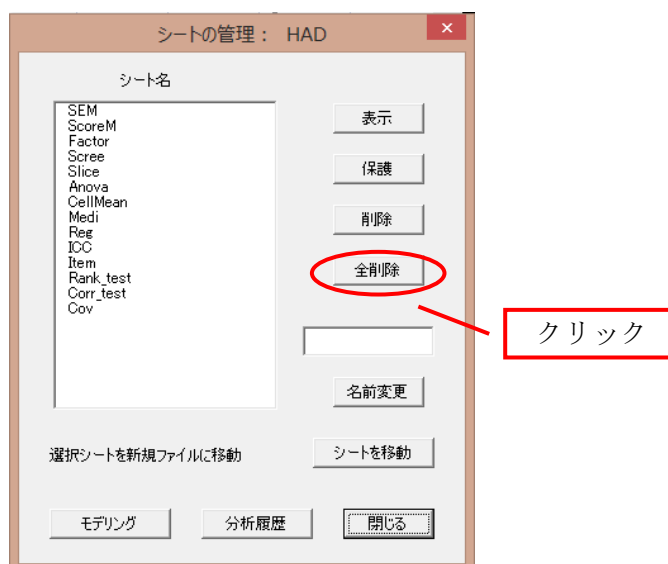 シートの管理： HAD
シート名
SEM
ScoreM
Factor
Scree
Slice
Anova
CellMean
Medi
Reg
ICC
Item
Rank_test
Corr_test
Cov
表示
保護
削除
全削除
クリック
名前変更
選択シートを新規ファイルに移動
シートを移動
モデリング
分析履歴
閉じる